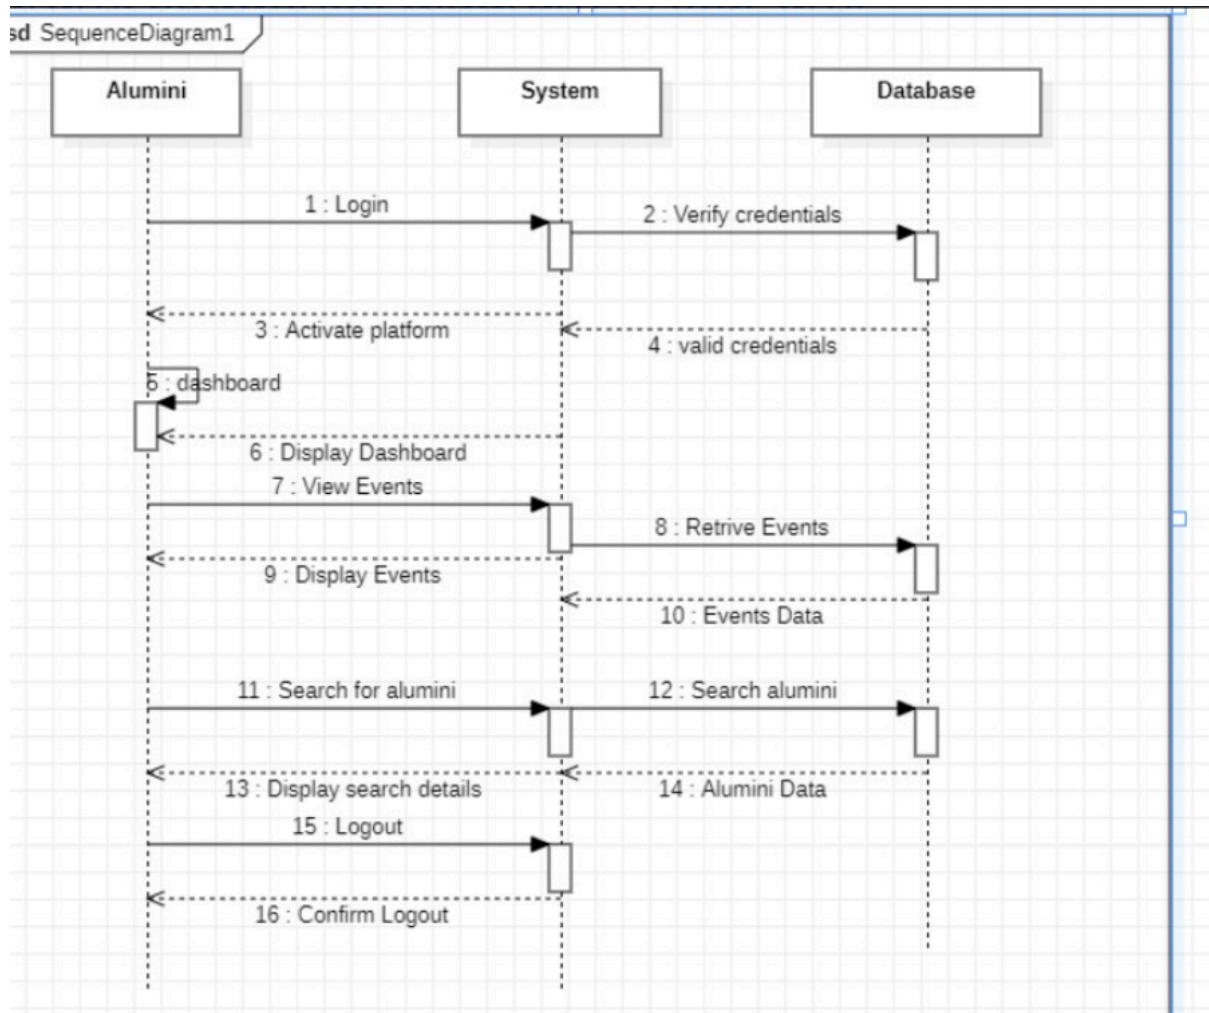 sd SequenceDiagram1
Alumini
System
Database
1 : Login
2 : Verify credentials
3 : Activate platform
4 : valid credentials
5 : dashboard
6 : Display Dashboard
7 : View Events
8 : Retrive Events
9 : Display Events
10 : Events Data
11 : Search for alumini
12 : Search alumini
13 : Display search details
14 : Alumini Data
15 : Logout
16 : Confirm Logout